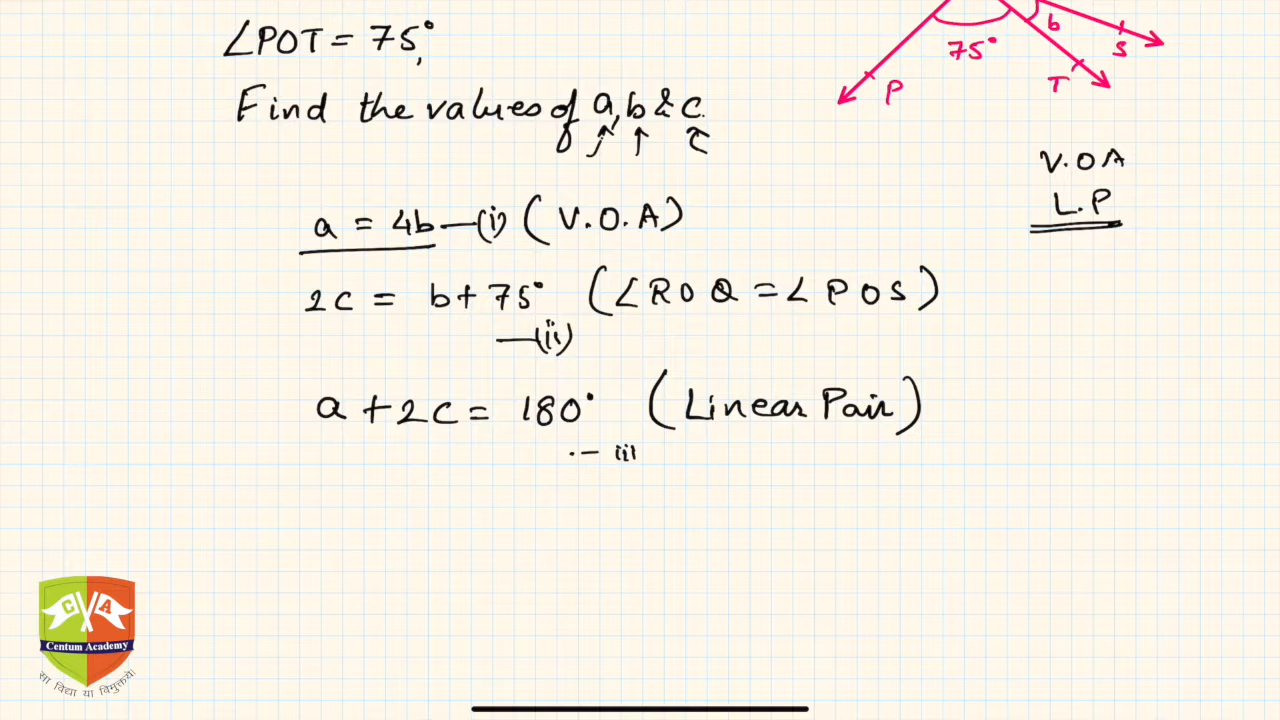 ∠POT = 75°,
Find the values of a, b & c.
75°
b
S
T
P
V.O.A
L.P
a = 4b —(i) (V.O.A)
2c = b + 75° (∠ROQ = ∠POS)
—(ii)
a + 2c = 180° (Linear Pair)
.– iii
C A
Centum Academy
सा विद्या या विमुक्तये।